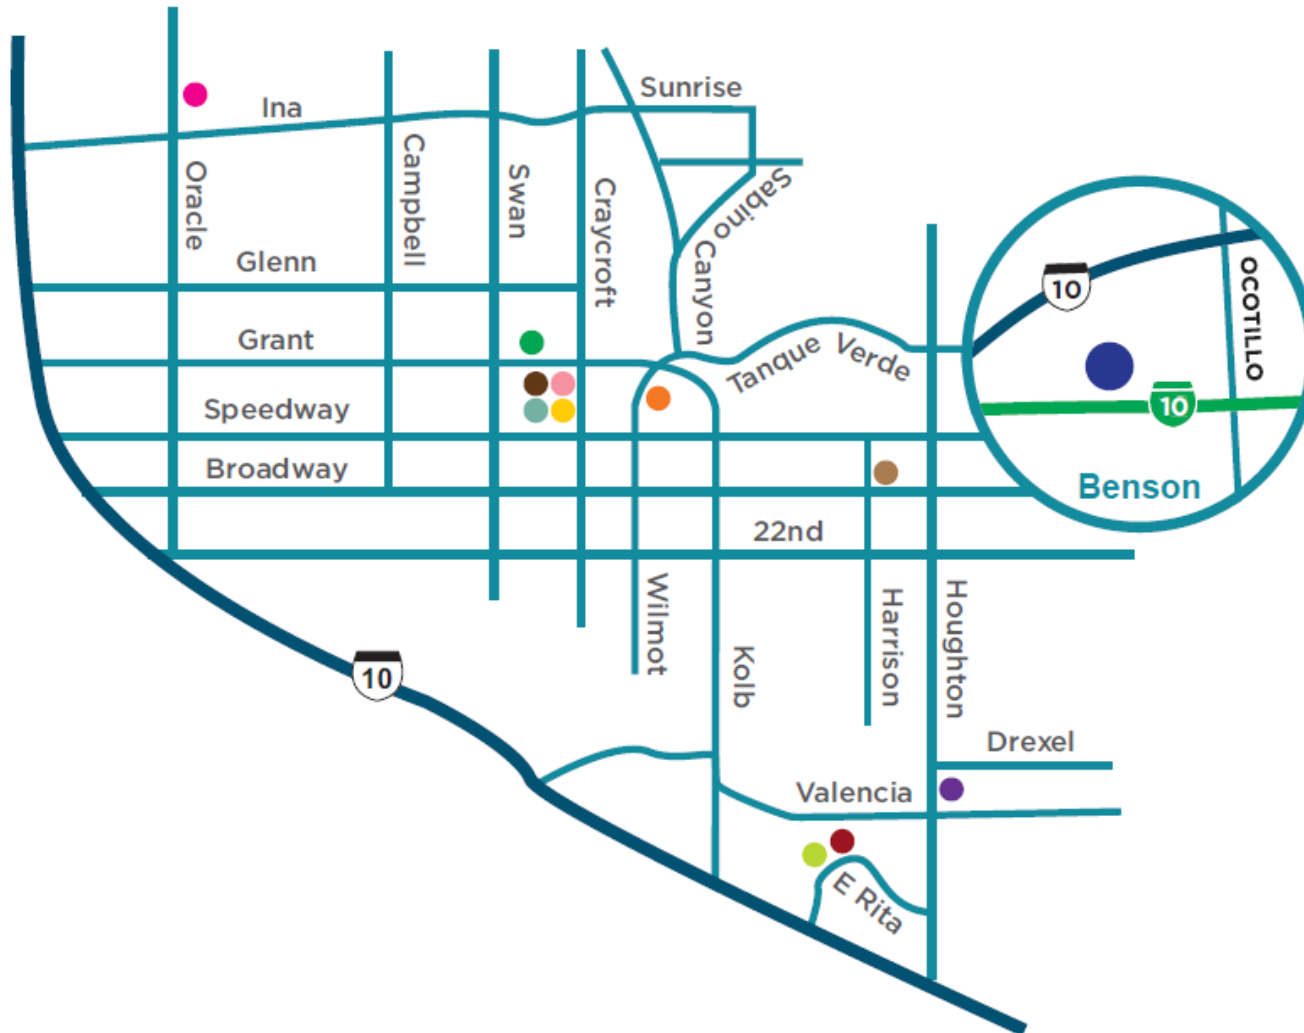 Sunrise
Ina
Oracle
Campbell
Swan
Craycroft
Sabino
Canyon
Glenn
Grant
Tanque Verde
Speedway
Broadway
22nd
Wilmot
Kolb
Harrison
Houghton
Drexel
Valencia
E Rita
10
10
OCOTILLO
10
Benson